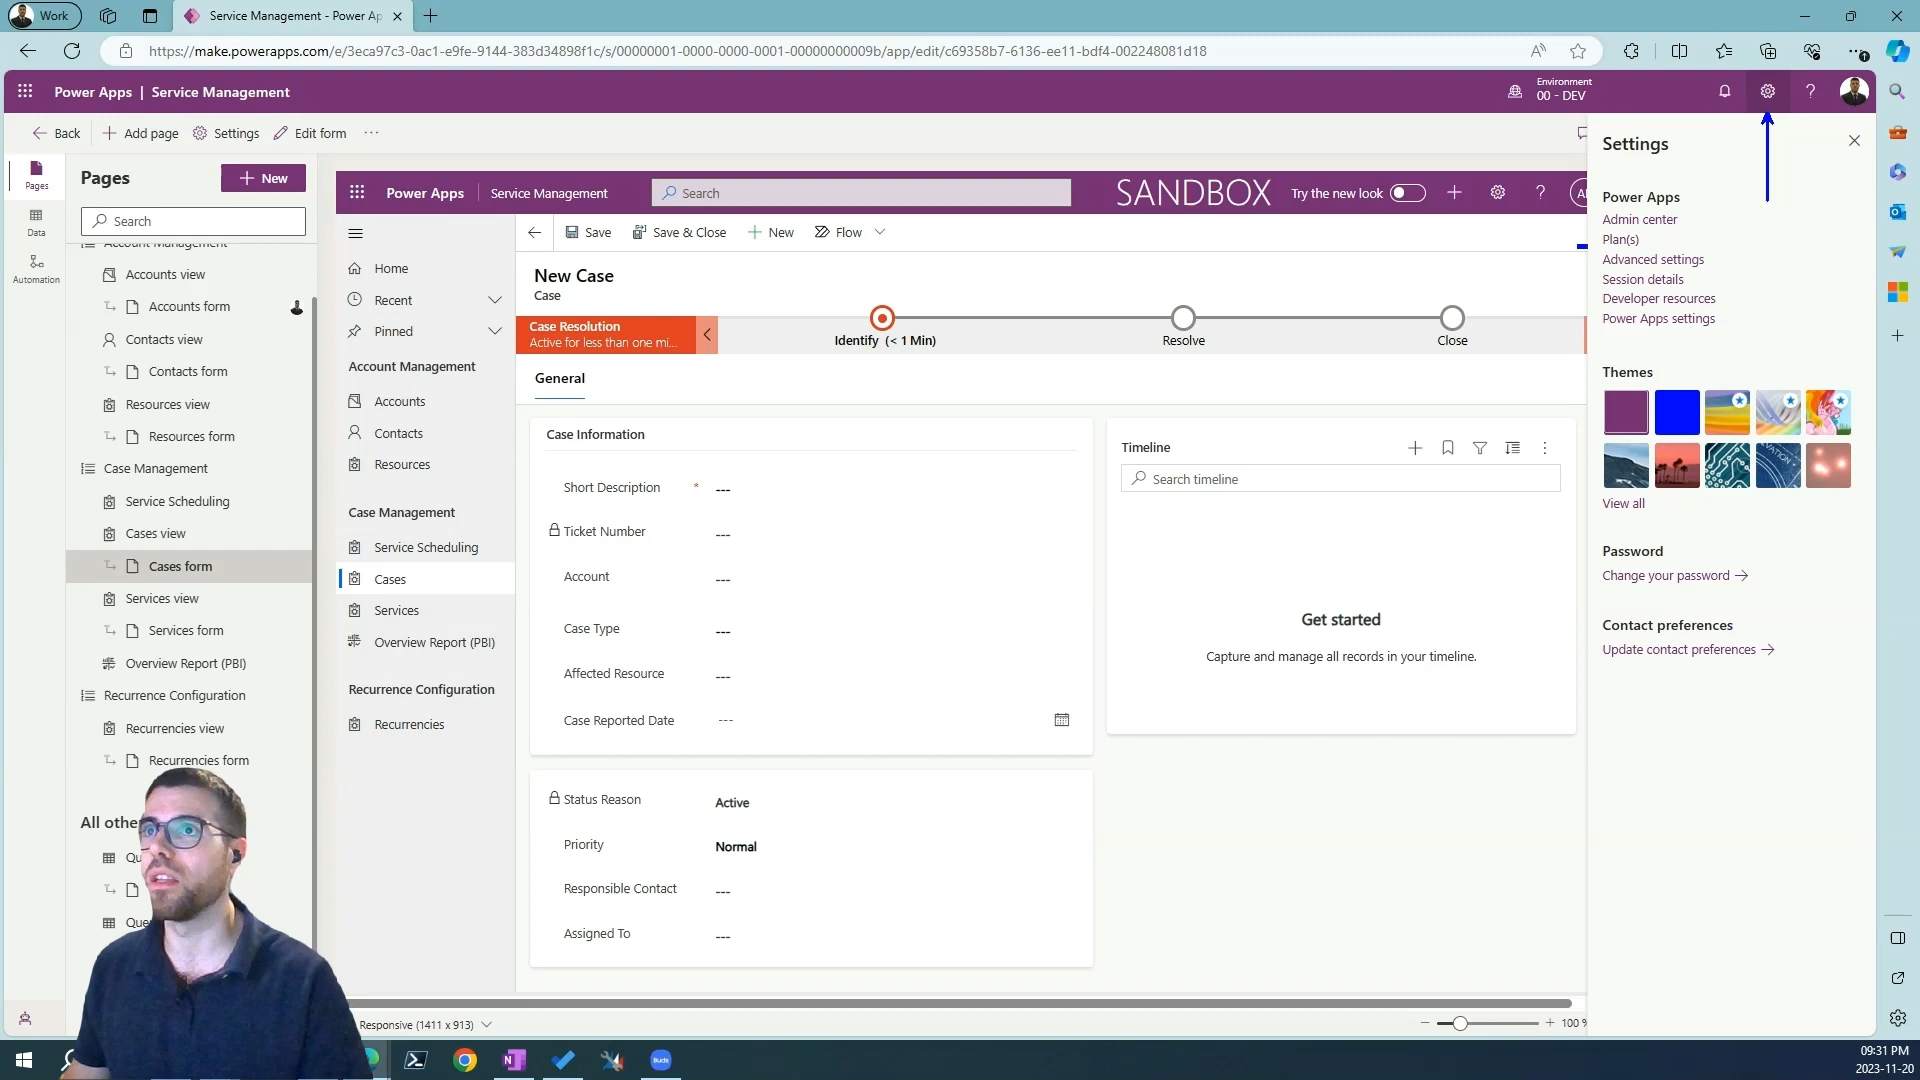 Work
Service Management - Power Ap
https://make.powerapps.com/e/3eca97c3-0ac1-e9fe-9144-383d34898f1c/s/00000001-0000-0000-0001-00000000009b/app/edit/c69358b7-6136-ee11-bdf4-002248081d18
Power Apps | Service Management
Environment
00 - DEV
Back
Add page
Settings
Edit form
Pages
Data
Automation
Pages
New
Search
Account Management
Accounts view
Accounts form
Contacts view
Contacts form
Resources view
Resources form
Case Management
Service Scheduling
Cases view
Cases form
Services view
Services form
Overview Report (PBI)
Recurrence Configuration
Recurrencies view
Recurrencies form
All othe
Qu
Que
Power Apps
Service Management
Search
SANDBOX
Try the new look
Home
Recent
Pinned
Account Management
Accounts
Contacts
Resources
Case Management
Service Scheduling
Cases
Services
Overview Report (PBI)
Recurrence Configuration
Recurrencies
Save
Save & Close
New
Flow
New Case
Case
Case Resolution
Active for less than one mi...
Identify (< 1 Min)
Resolve
Close
General
Case Information
Short Description * ---
Ticket Number ---
Account ---
Case Type ---
Affected Resource ---
Case Reported Date ---
Status Reason Active
Priority Normal
Responsible Contact ---
Assigned To ---
Timeline
Search timeline
Get started
Capture and manage all records in your timeline.
Responsive (1411 x 913)
100 %
Settings
Power Apps
Admin center
Plan(s)
Advanced settings
Session details
Developer resources
Power Apps settings
Themes
View all
Password
Change your password
Contact preferences
Update contact preferences
Buds
09:31 PM
2023-11-20